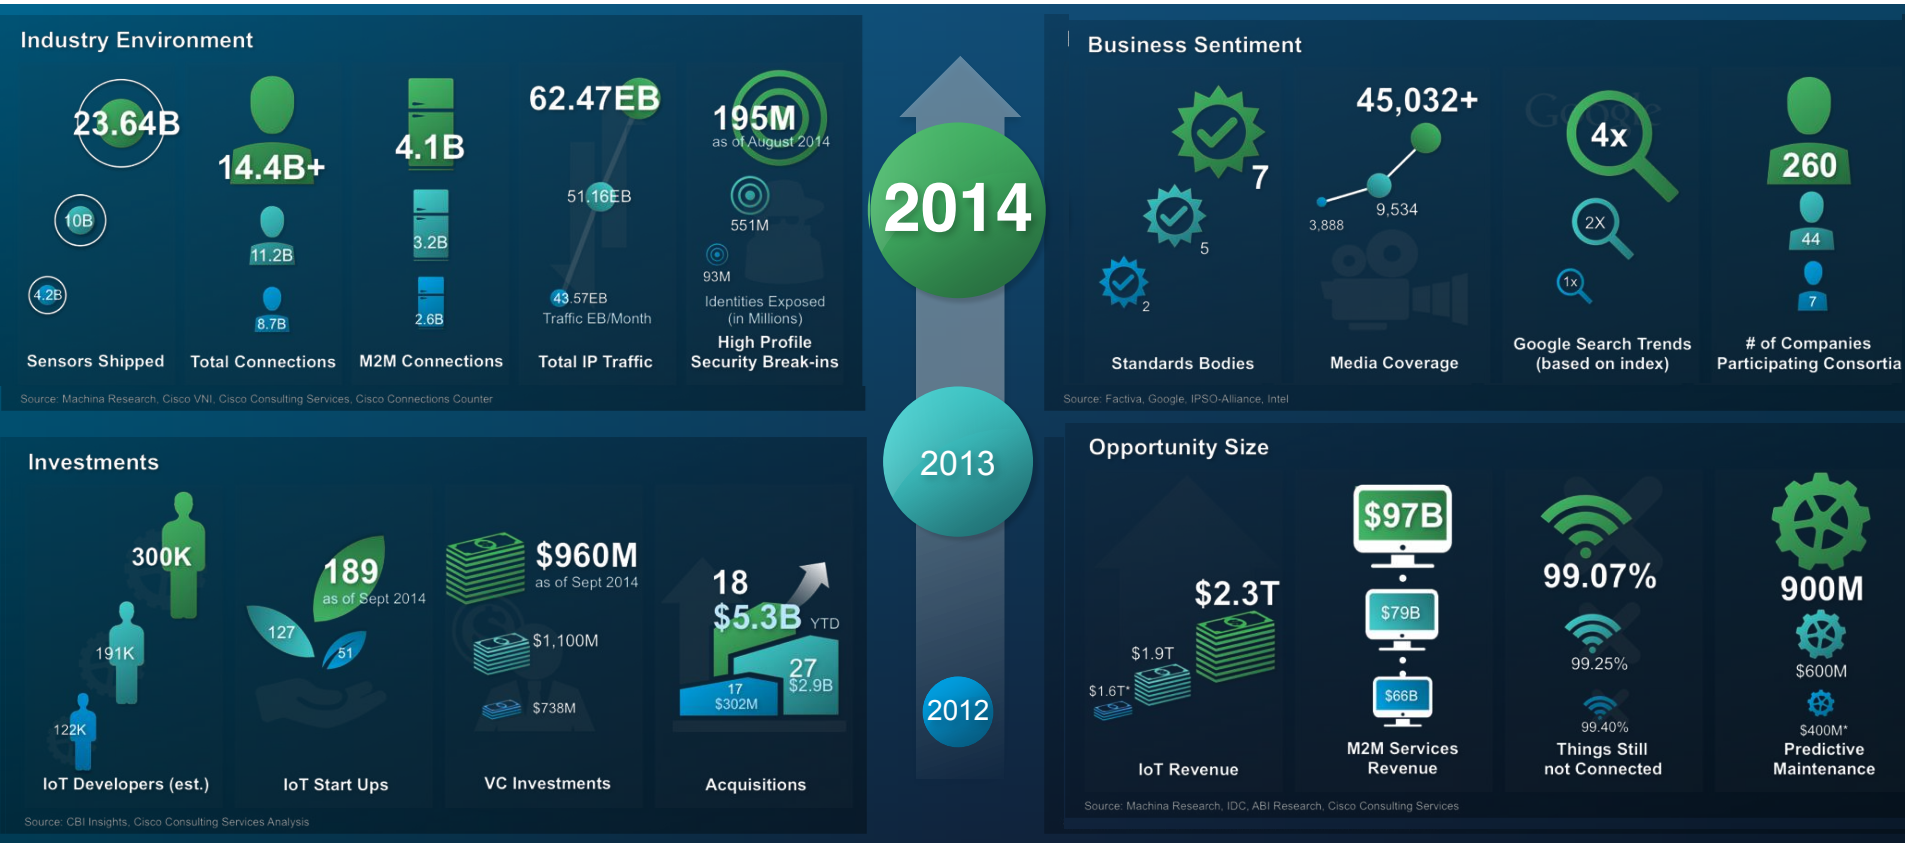 Industry Environment
23.64B
10B
4.2B
Sensors Shipped
14.4B+
11.2B
8.7B
Total Connections
4.1B
3.2B
2.6B
M2M Connections
62.47EB
51.16EB
43.57EB
Traffic EB/Month
Total IP Traffic
195M
as of August 2014
551M
93M
Identities Exposed
(in Millions)
High Profile
Security Break-ins
Source: Machina Research, Cisco VNI, Cisco Consulting Services, Cisco Connections Counter
2014
2013
2012
Business Sentiment
7
5
2
Standards Bodies
45,032+
9,534
3,888
Media Coverage
Google
4x
2X
1x
Google Search Trends
(based on index)
260
44
7
# of Companies
Participating Consortia
Source: Factiva, Google, IPSO-Alliance, Intel
Investments
300K
191K
122K
IoT Developers (est.)
189
as of Sept 2014
127
51
IoT Start Ups
$960M
as of Sept 2014
$1,100M
$738M
VC Investments
18
$5.3B YTD
27
$2.9B
17
$302M
Acquisitions
Source: CBI Insights, Cisco Consulting Services Analysis
Opportunity Size
$2.3T
$1.9T
$1.6T*
IoT Revenue
$97B
$79B
$66B
M2M Services
Revenue
99.07%
99.25%
99.40%
Things Still
not Connected
900M
$600M
$400M*
Predictive
Maintenance
Source: Machina Research, IDC, ABI Research, Cisco Consulting Services